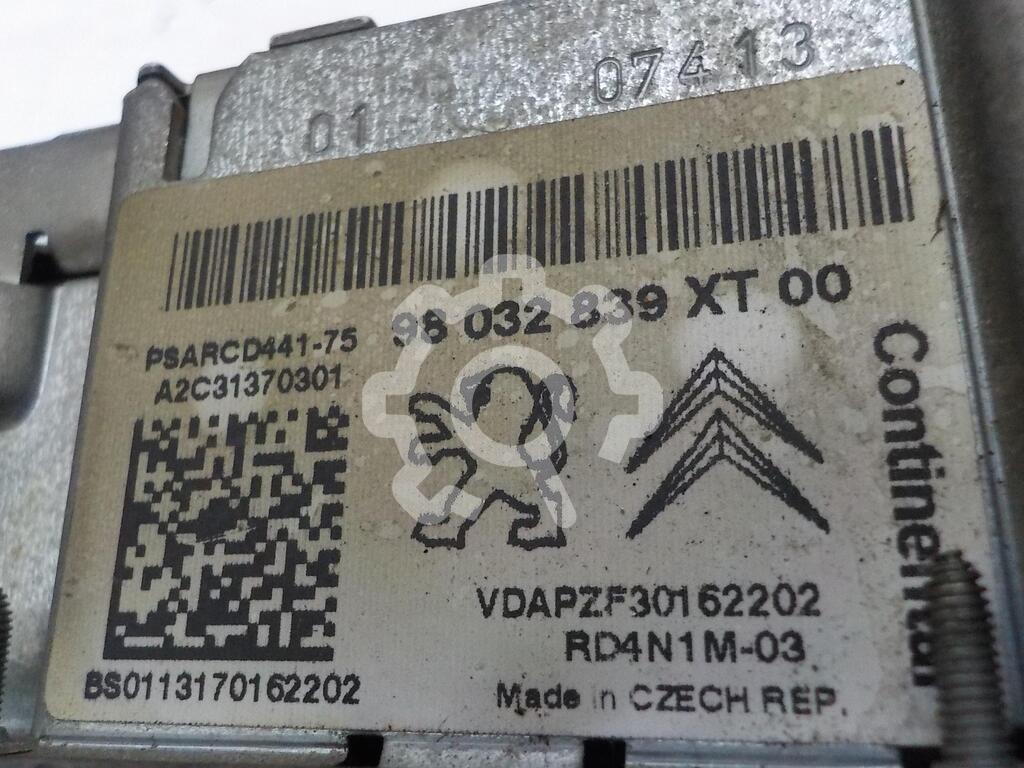 01 07413
98 032 839 XT 00
PSARCD441-75
A2C31370301
Continental
VDAPZF30162202
RD4N1M-03
BS0113170162202
Made in CZECH REP.